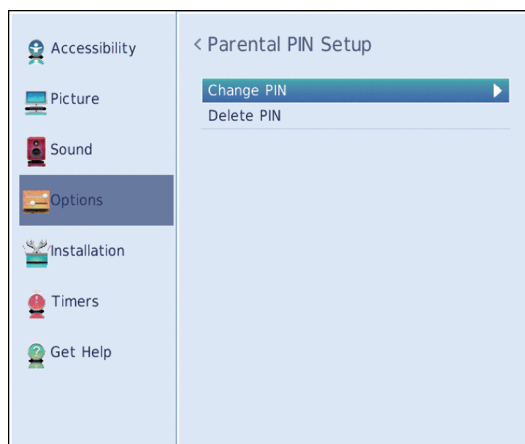 Accessibility
Picture
Sound
Options
Installation
Timers
Get Help
< Parental PIN Setup
Change PIN
Delete PIN